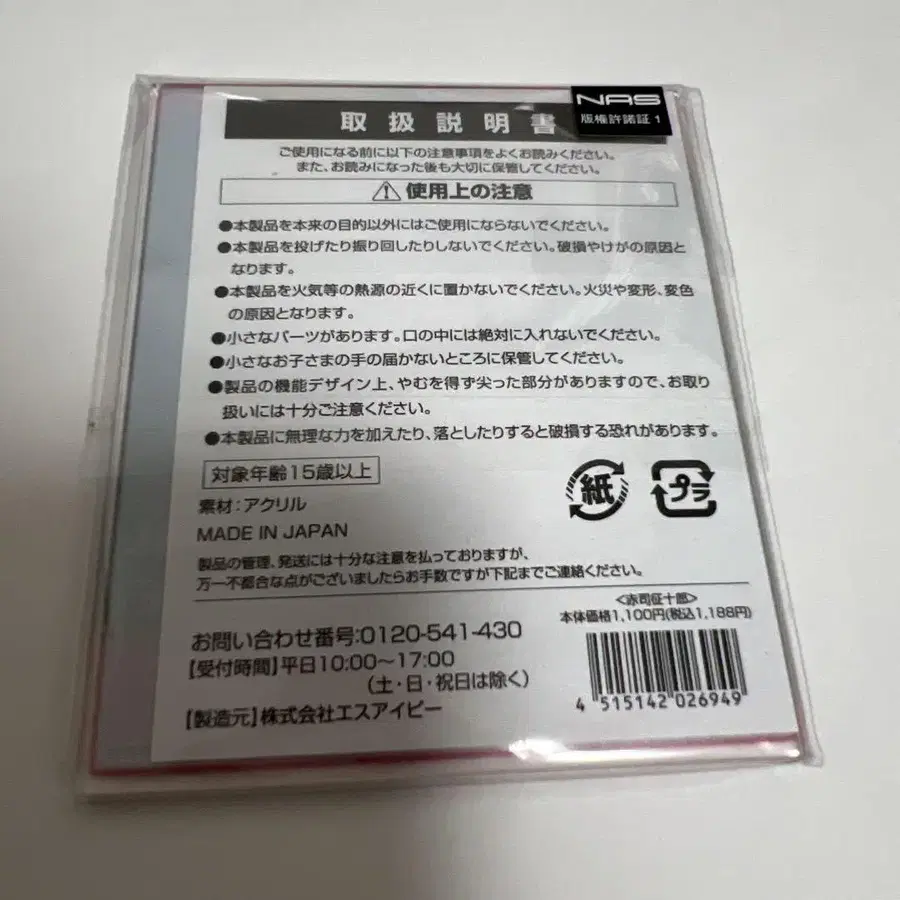 NAS
版権許諾証 1
取扱説明書
ご使用になる前に以下の注意事項をよくお読みください。
また、お読みになった後も大切に保管してください。
使用上の注意
●本製品を本来の目的以外にはご使用にならないでください。
●本製品を投げたり振り回したりしないでください。破損やけがの原因と
なります。
●本製品を火気等の熱源の近くに置かないでください。火災や変形、変色
の原因となります。
●小さなパーツがあります。口の中には絶対に入れないでください。
●小さなお子さまの手の届かないところに保管してください。
●製品の機能デザイン上、やむを得ず尖った部分がありますので、お取り
扱いには十分ご注意ください。
●本製品に無理な力を加えたり、落としたりすると破損する恐れがあります。
対象年齢15歳以上
素材:アクリル
MADE IN JAPAN
紙
プラ
製品の管理、発送には十分な注意を払っておりますが、
万一不都合な点がございましたらお手数ですが下記までご連絡ください。
お問い合わせ番号:0120-541-430
【受付時間】平日10:00〜17:00
(土・日・祝日は除く)
【製造元】株式会社エスアイピー
<赤司征十郎>
本体価格1,100円(税込1,188円)
4 515142 026949